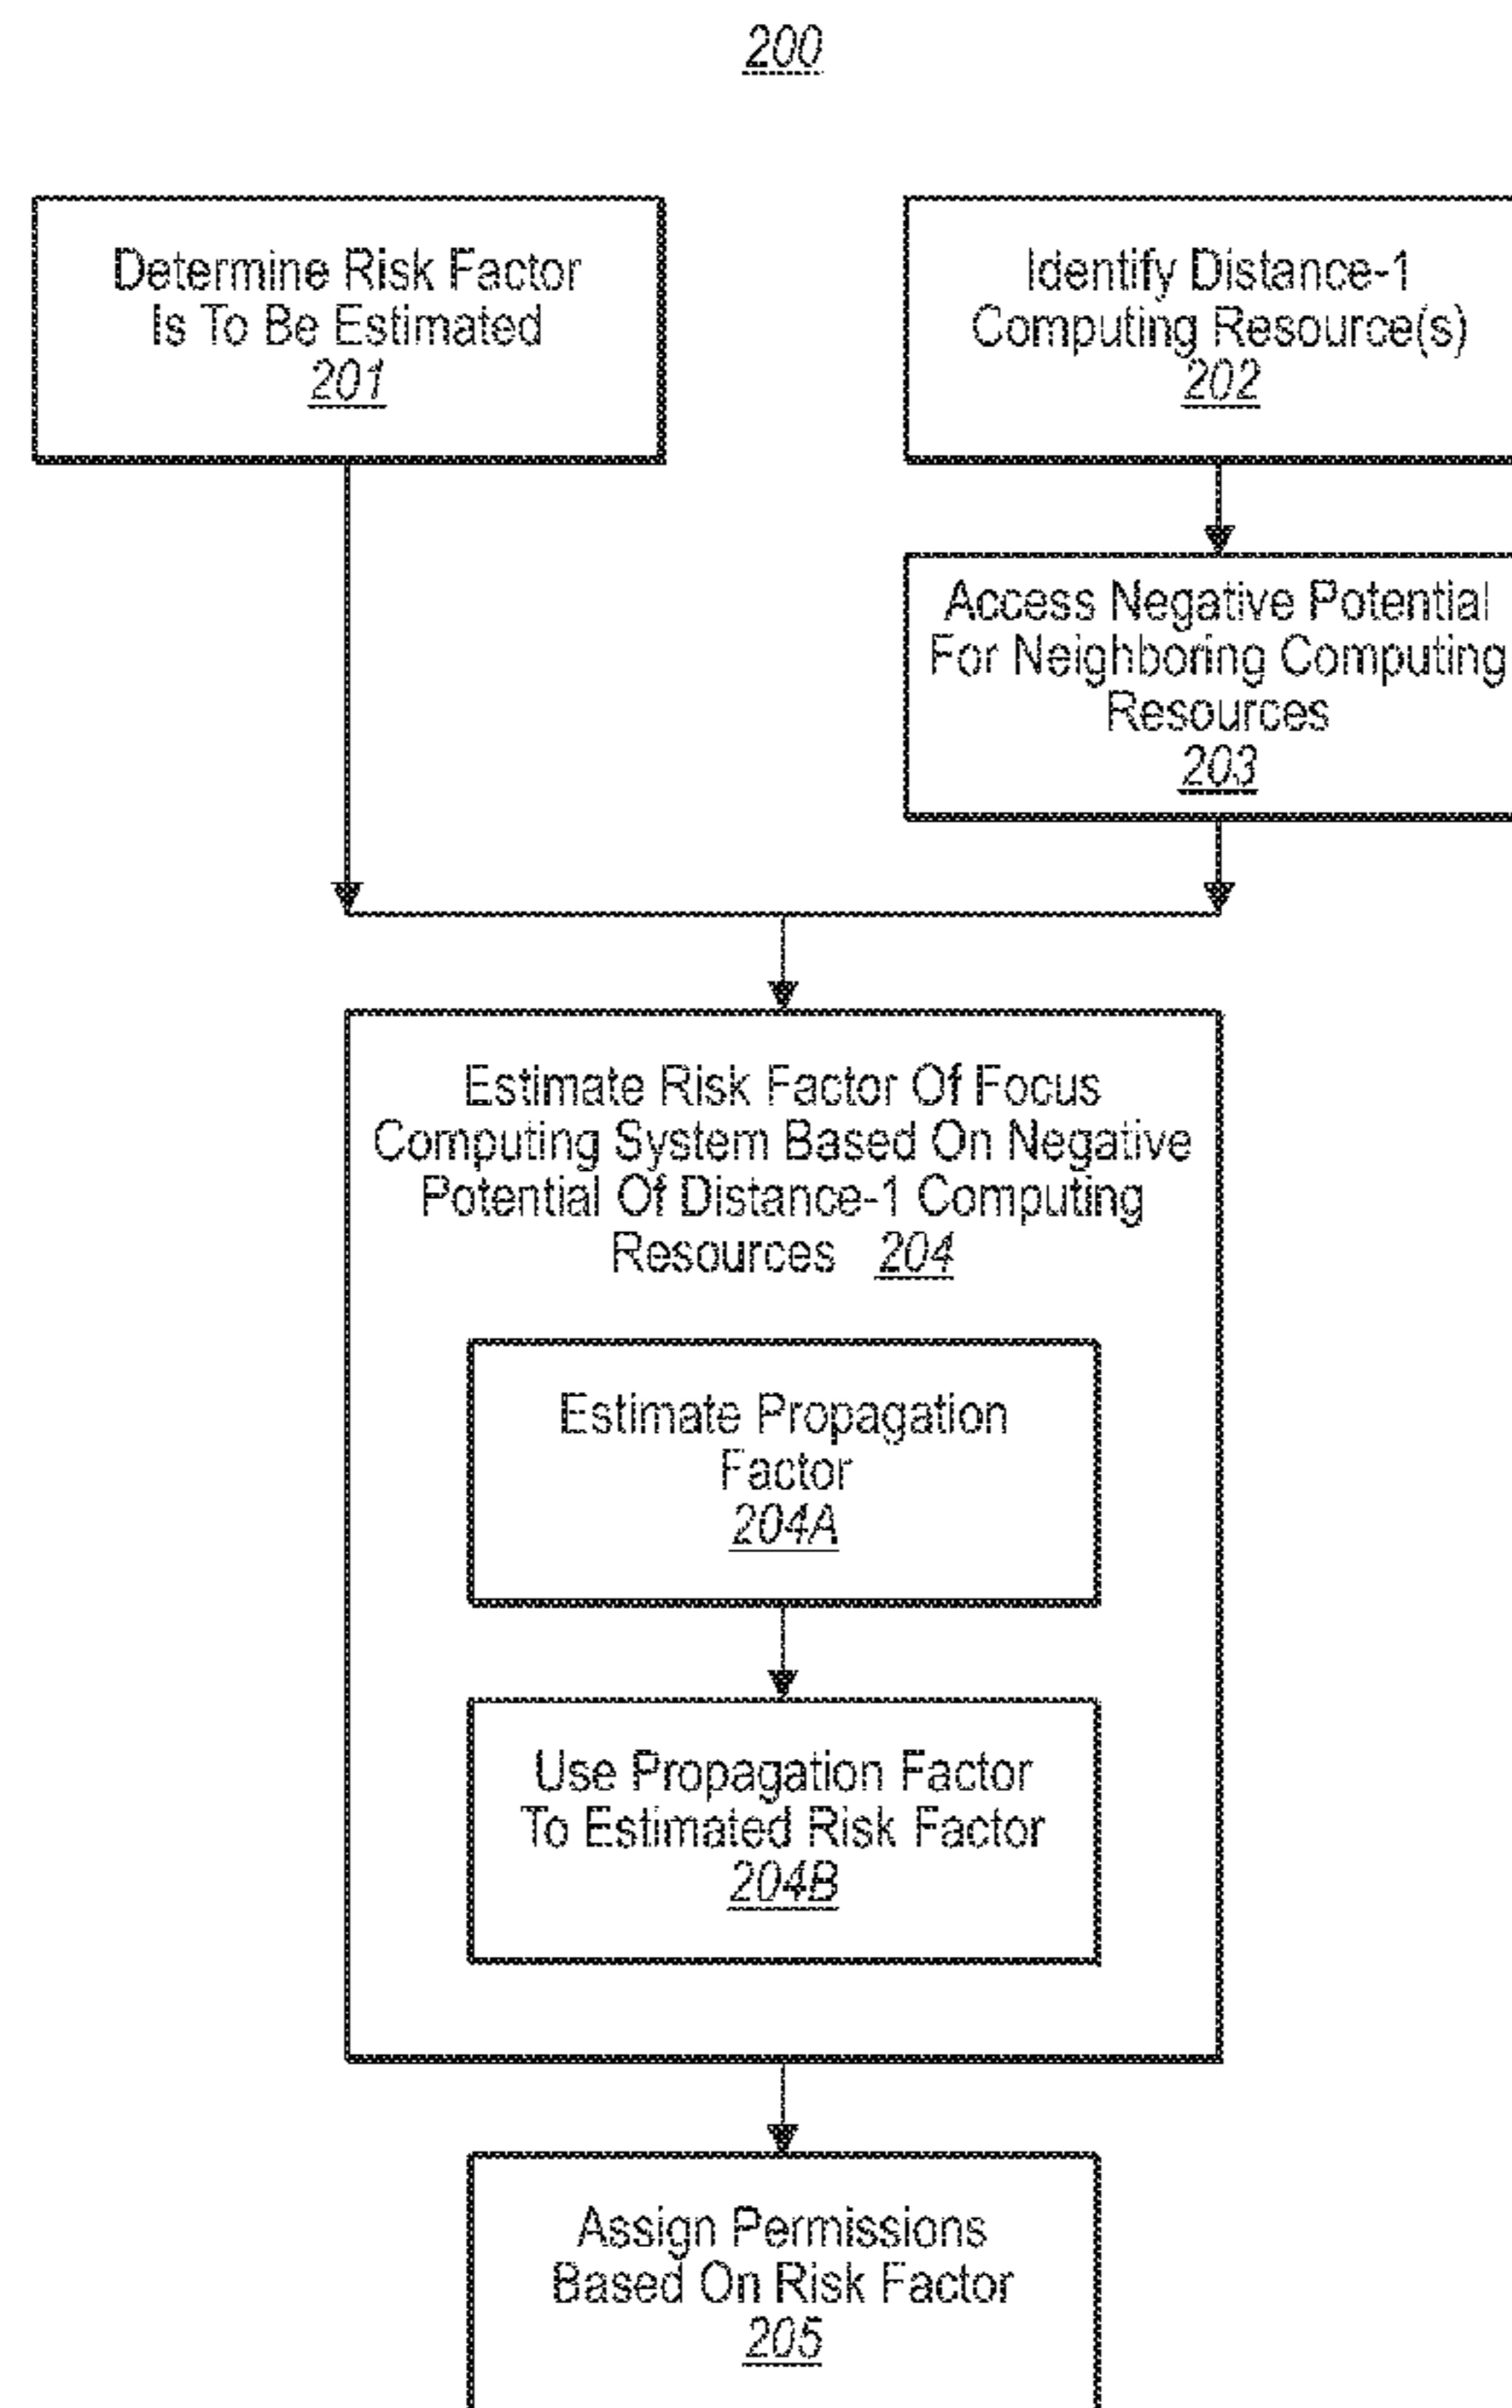 200
Determine Risk Factor
Is To Be Estimated
201
Identify Distance-1
Computing Resource(s)
202
Access Negative Potential
For Neighboring Computing
Resources
203
Estimate Risk Factor Of Focus
Computing System Based On Negative
Potential Of Distance-1 Computing
Resources 204
Estimate Propagation
Factor
204A
Use Propagation Factor
To Estimated Risk Factor
204B
Assign Permissions
Based On Risk Factor
205